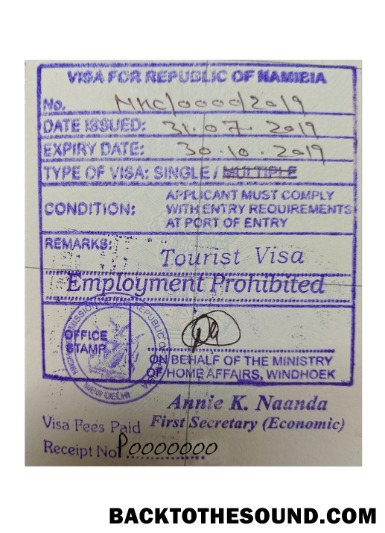 VISA FOR REPUBLIC OF NAMIBIA
No. NHC/0000/2019
DATE ISSUED: 31.07.2019
EXPIRY DATE: 30.10.2019
TYPE OF VISA: SINGLE / MULTIPLE
CONDITION: APPLICANT MUST COMPLY
WITH ENTRY REQUIREMENTS
AT PORT OF ENTRY
REMARKS: Tourist Visa
Employment Prohibited
OFFICE
STAMP
REPUBLIC
NEW DELHI
ON BEHALF OF THE MINISTRY
OF HOME AFFAIRS, WINDHOEK
Annie K. Naanda
First Secretary (Economic)
Visa Fees Paid
Receipt No P0000000
BACKTOTHESOUND.COM